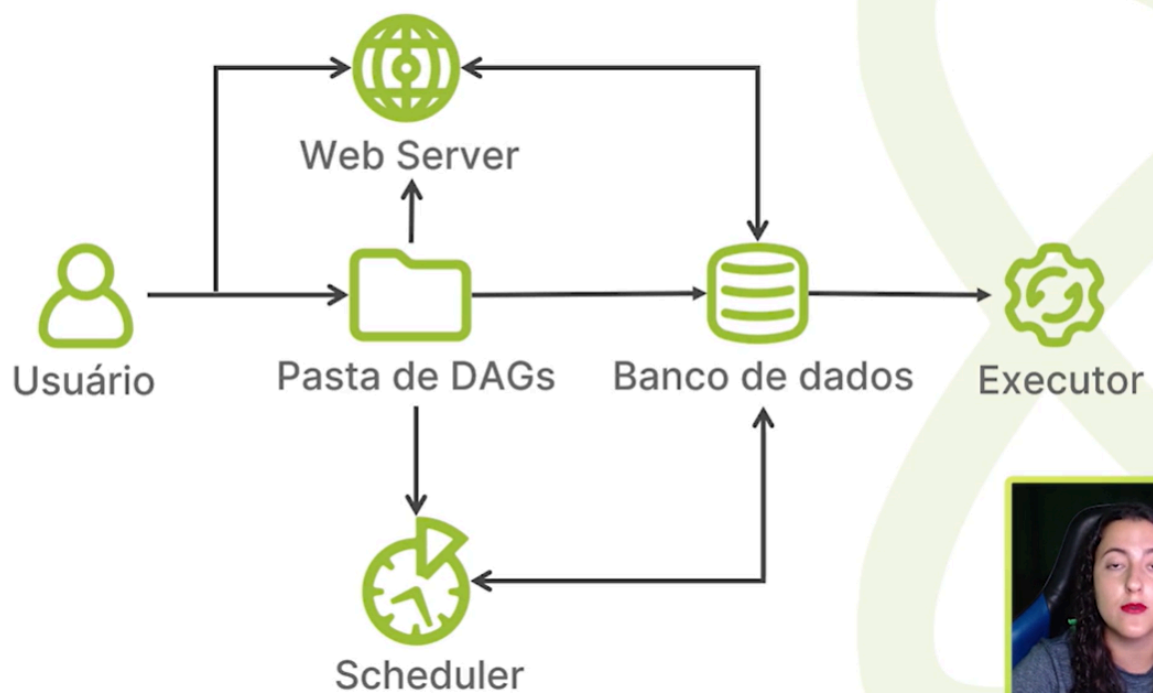 Web Server
Usuário
Pasta de DAGs
Banco de dados
Executor
Scheduler